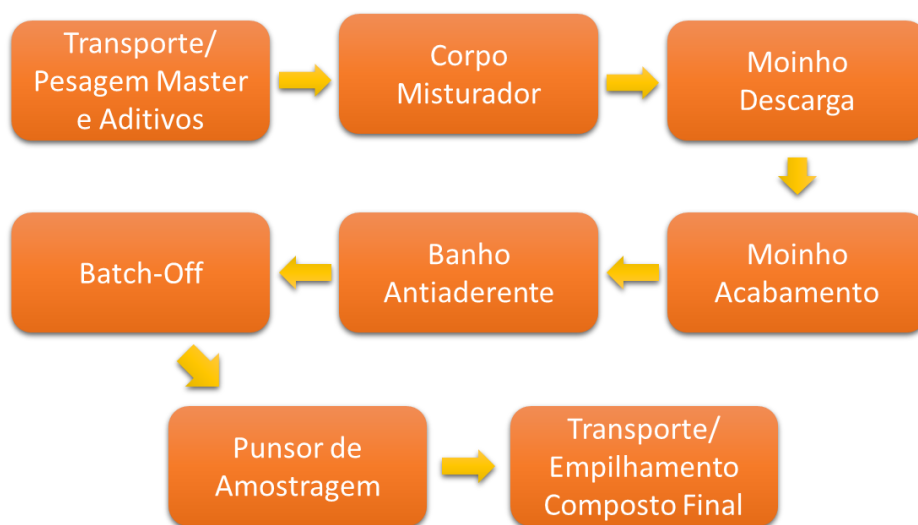 Transporte/
Pesagem Master
e Aditivos
Corpo
Misturador
Moinho
Descarga
Moinho
Acabamento
Banho
Antiaderente
Batch-Off
Punsor de
Amostragem
Transporte/
Empilhamento
Composto Final